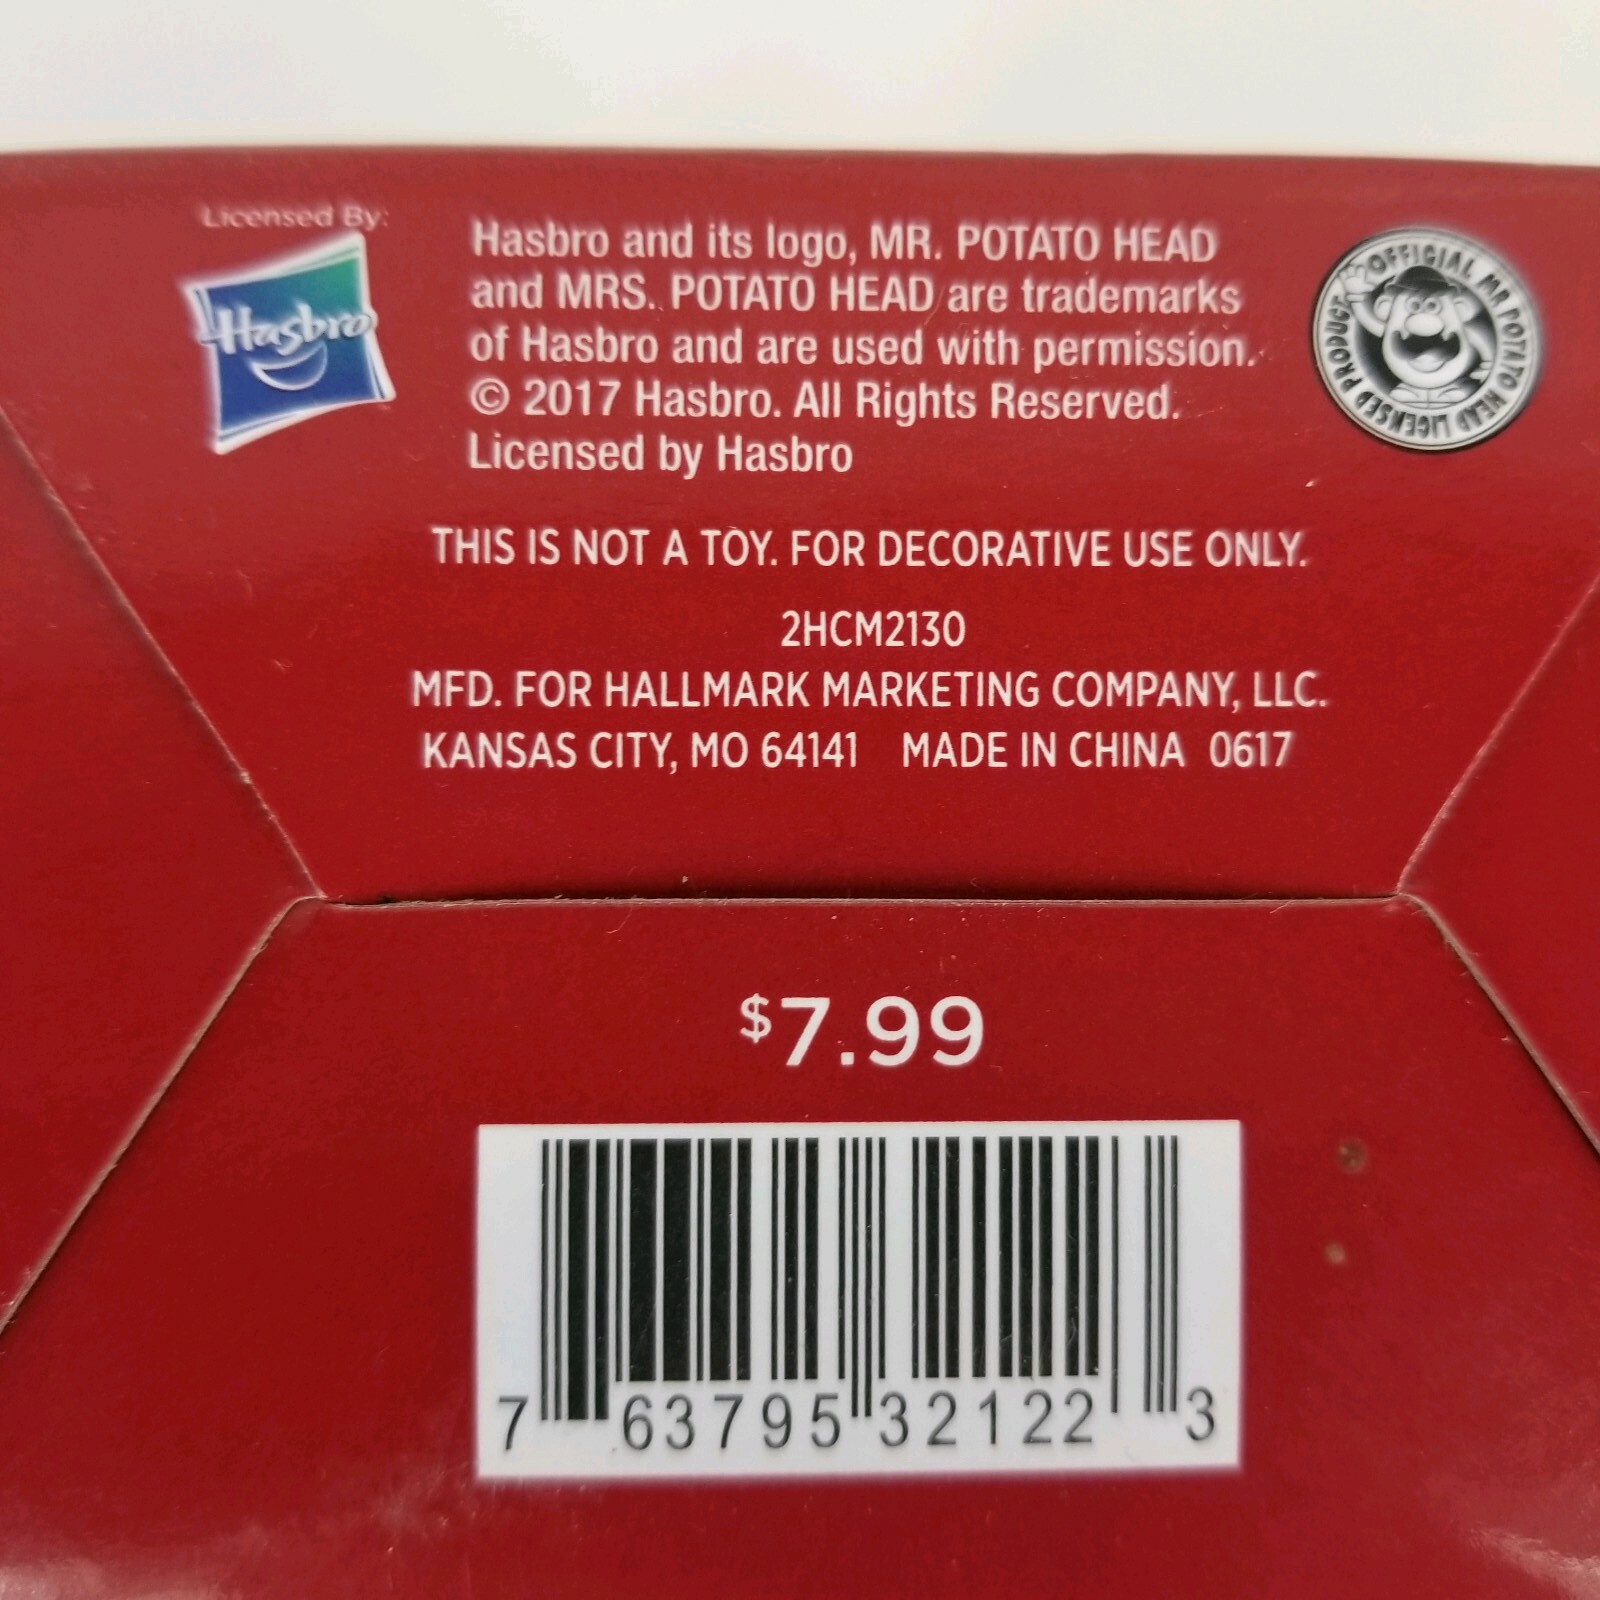 Licensed By:
Hasbro
Hasbro and its logo, MR. POTATO HEAD
and MRS. POTATO HEAD are trademarks
of Hasbro and are used with permission.
© 2017 Hasbro. All Rights Reserved.
Licensed by Hasbro
OFFICIAL MR POTATO HEAD LICENSED PRODUCT
THIS IS NOT A TOY. FOR DECORATIVE USE ONLY.
2HCM2130
MFD. FOR HALLMARK MARKETING COMPANY, LLC.
KANSAS CITY, MO 64141 MADE IN CHINA 0617
$7.99
7 63795 32122 3